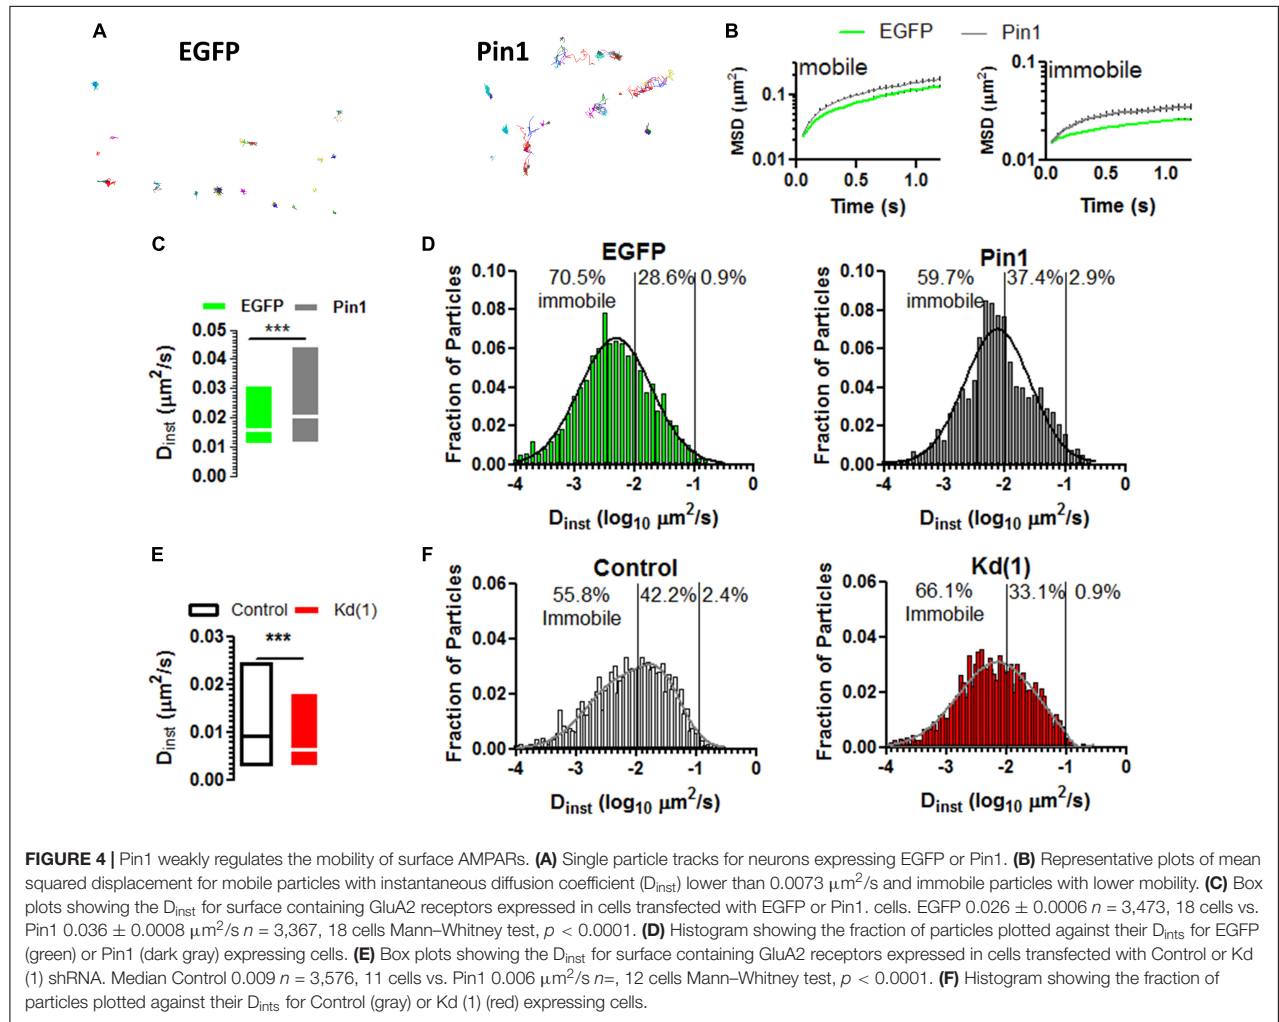 A
EGFP
Pin1
B
EGFP
Pin1
MSD (μm²)
mobile
0.1
0.01
0.0
0.5
1.0
Time (s)
MSD (μm²)
immobile
0.1
0.01
0.0
0.5
1.0
Time (s)
C
EGFP
Pin1
***
Dinst (μm²/s)
0.05
0.04
0.03
0.02
0.01
0.00
D
EGFP
Fraction of Particles
70.5%
28.6%
0.9%
immobile
0.10
0.08
0.06
0.04
0.02
0.00
-4
-3
-2
-1
0
Dinst (log10 μm²/s)
Pin1
Fraction of Particles
59.7%
37.4%
2.9%
immobile
0.10
0.08
0.06
0.04
0.02
0.00
-4
-3
-2
-1
0
Dinst (log10 μm²/s)
E
Control
Kd(1)
***
Dinst (μm²/s)
0.03
0.02
0.01
0.00
F
Control
Fraction of Particles
55.8%
42.2%
2.4%
Immobile
0.06
0.04
0.02
0.00
-4
-3
-2
-1
0
Dinst (log10 μm²/s)
Kd(1)
Fraction of Particles
66.1%
33.1%
0.9%
Immobile
0.06
0.04
0.02
0.00
-4
-3
-2
-1
0
Dinst (log10 μm²/s)
FIGURE 4 | Pin1 weakly regulates the mobility of surface AMPARs. (A) Single particle tracks for neurons expressing EGFP or Pin1. (B) Representative plots of mean
squared displacement for mobile particles with instantaneous diffusion coefficient (Dinst) lower than 0.0073 μm²/s and immobile particles with lower mobility. (C) Box
plots showing the Dinst for surface containing GluA2 receptors expressed in cells transfected with EGFP or Pin1. cells. EGFP 0.026 ± 0.0006 n = 3,473, 18 cells vs.
Pin1 0.036 ± 0.0008 μm²/s n = 3,367, 18 cells Mann–Whitney test, p < 0.0001. (D) Histogram showing the fraction of particles plotted against their Dints for EGFP
(green) or Pin1 (dark gray) expressing cells. (E) Box plots showing the Dinst for surface containing GluA2 receptors expressed in cells transfected with Control or Kd
(1) shRNA. Median Control 0.009 n = 3,576, 11 cells vs. Pin1 0.006 μm²/s n=, 12 cells Mann–Whitney test, p < 0.0001. (F) Histogram showing the fraction of
particles plotted against their Dints for Control (gray) or Kd (1) (red) expressing cells.